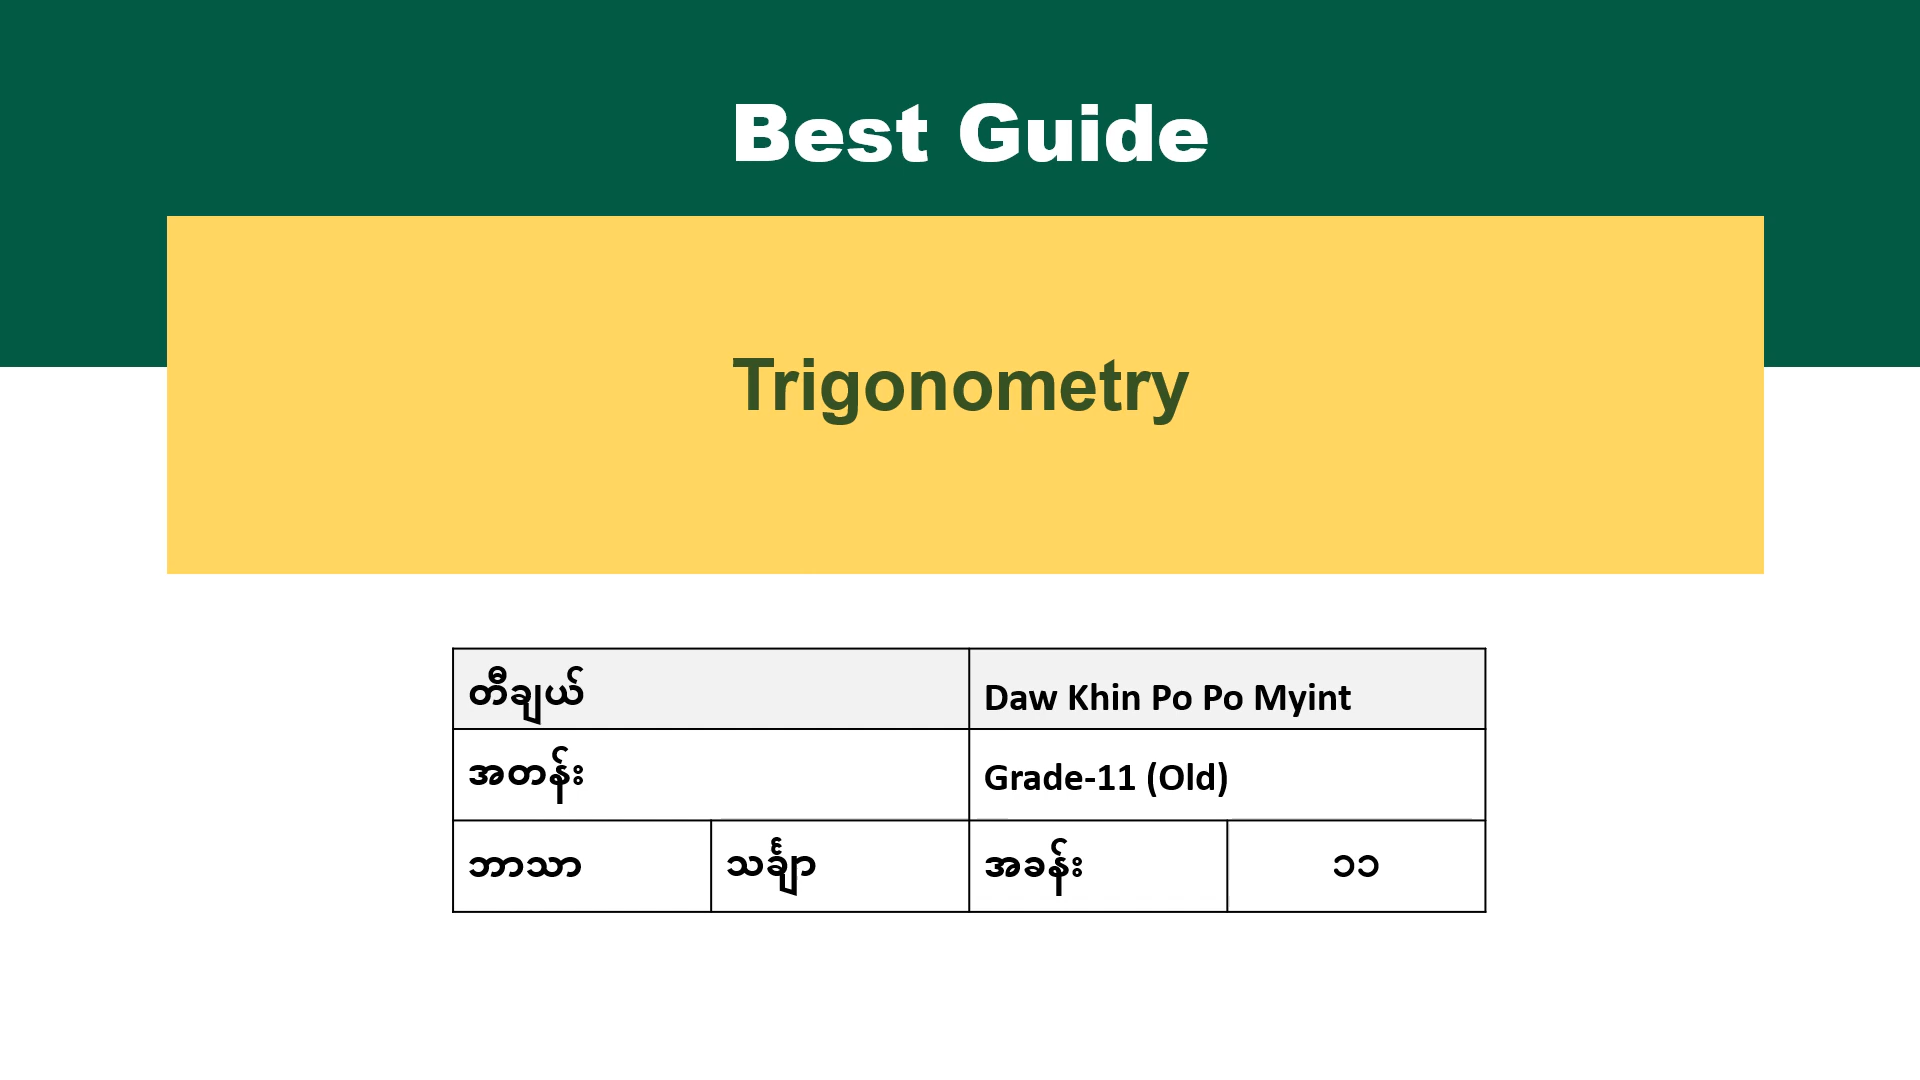 Best Guide
Trigonometry
တီချယ် Daw Khin Po Po Myint
အတန်း Grade-11 (Old)
ဘာသာ သင်္ချာ အခန်း ၁၁